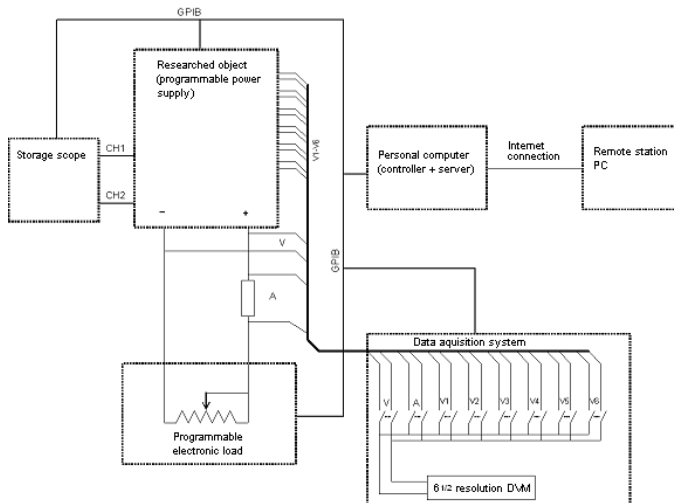 GPIB
Researched object
(programmable power
supply)
Storage scope
CH1
CH2
V1-V6
Personal computer
(controller + server)
Internet
connection
Remote station
PC
- +
V
A
GPIB
Data aquisition system
V A V1 V2 V3 V4 V5 V6
6 1/2 resolution DVM
Programmable
electronic load